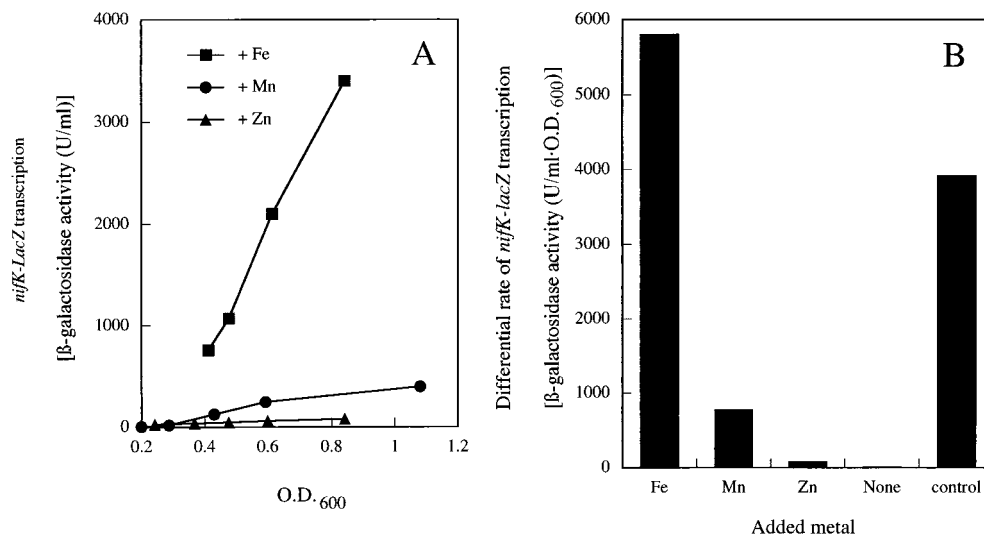 A
nifK-LacZ transcription
[ß-galactosidase activity (U/ml)]
4000
3000
2000
1000
0
+ Fe
+ Mn
+ Zn
0.2
0.4
0.6
0.8
1
1.2
O.D.600
B
Differential rate of nifK-lacZ transcription
[ß-galactosidase activity (U/ml·O.D.600)]
6000
5000
4000
3000
2000
1000
0
Fe
Mn
Zn
None
control
Added metal